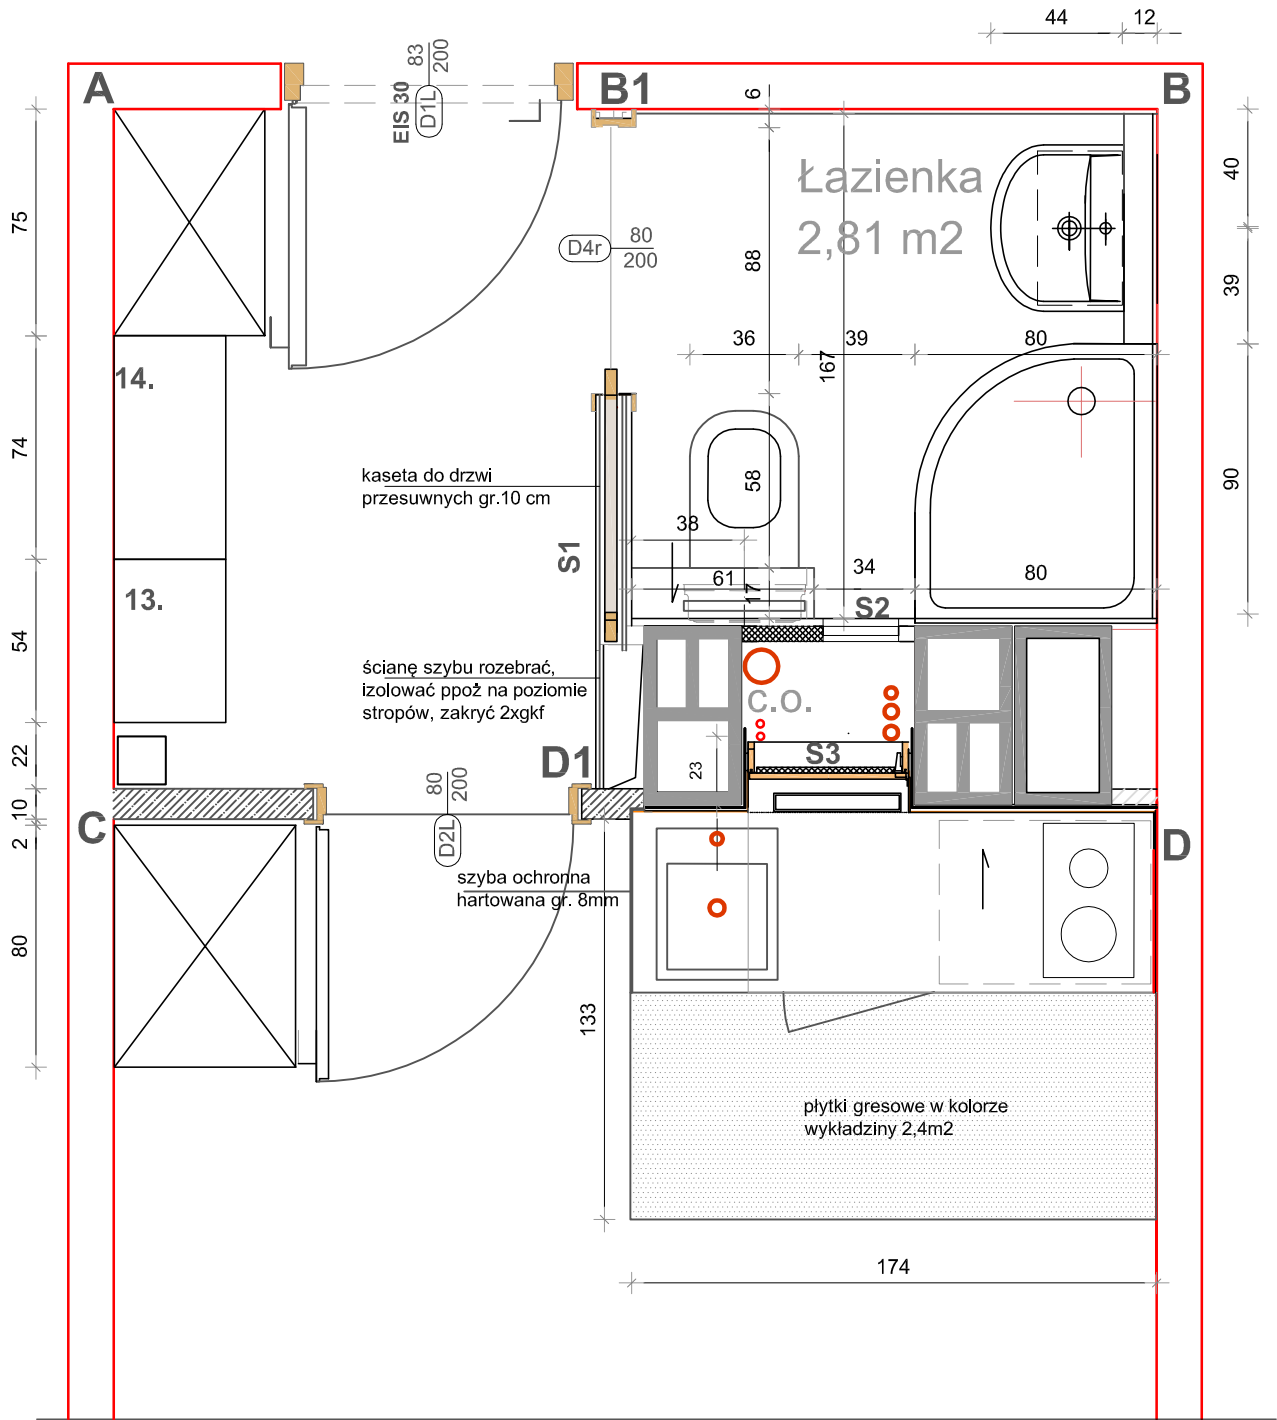 44 12
83
200
A
B1
B
EIS 30
D1L
6
Łazienka
2,81 m2
40
75
D4r
80
200
88
39
36
39
80
167
14.
74
kaseta do drzwi
przesuwnych gr.10 cm
58
90
38
S1
61
17
34
80
13.
S2
54
ścianę szybu rozebrać,
izolować ppoż na poziomie
stropów, zakryć 2xgkf
c.o.
22
D1
S3
23
80
200
10
C
D2L
2
D
szyba ochronna
hartowana gr. 8mm
80
133
płytki gresowe w kolorze
wykładziny 2,4m2
174